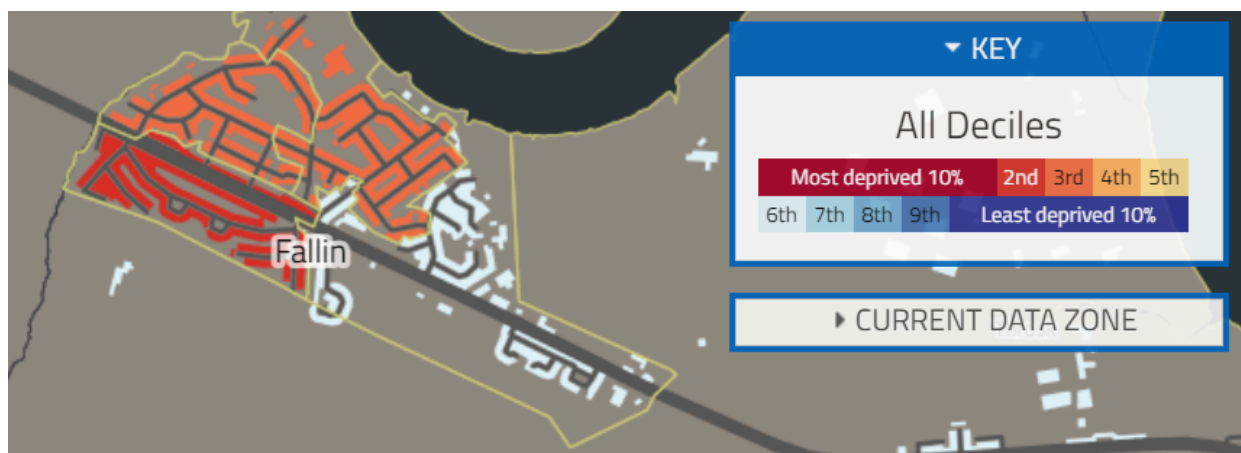 KEY
All Deciles
Most deprived 10% 2nd 3rd 4th 5th
6th 7th 8th 9th Least deprived 10%
Fallin
CURRENT DATA ZONE